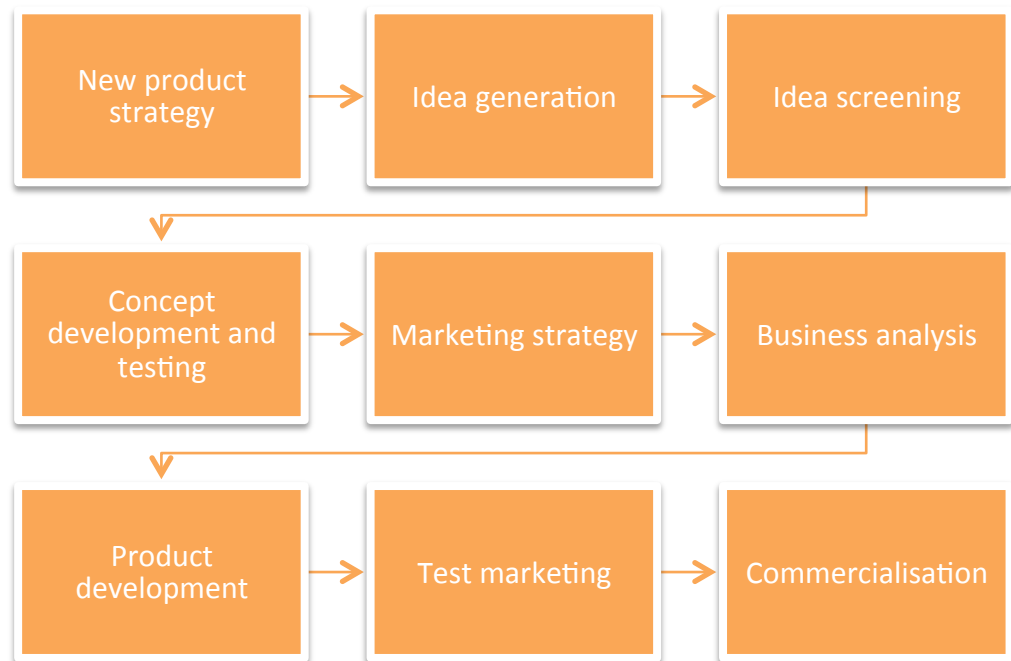 New product
strategy
Idea generation
Idea screening
Concept
development and
testing
Marketing strategy
Business analysis
Product
development
Test marketing
Commercialisation